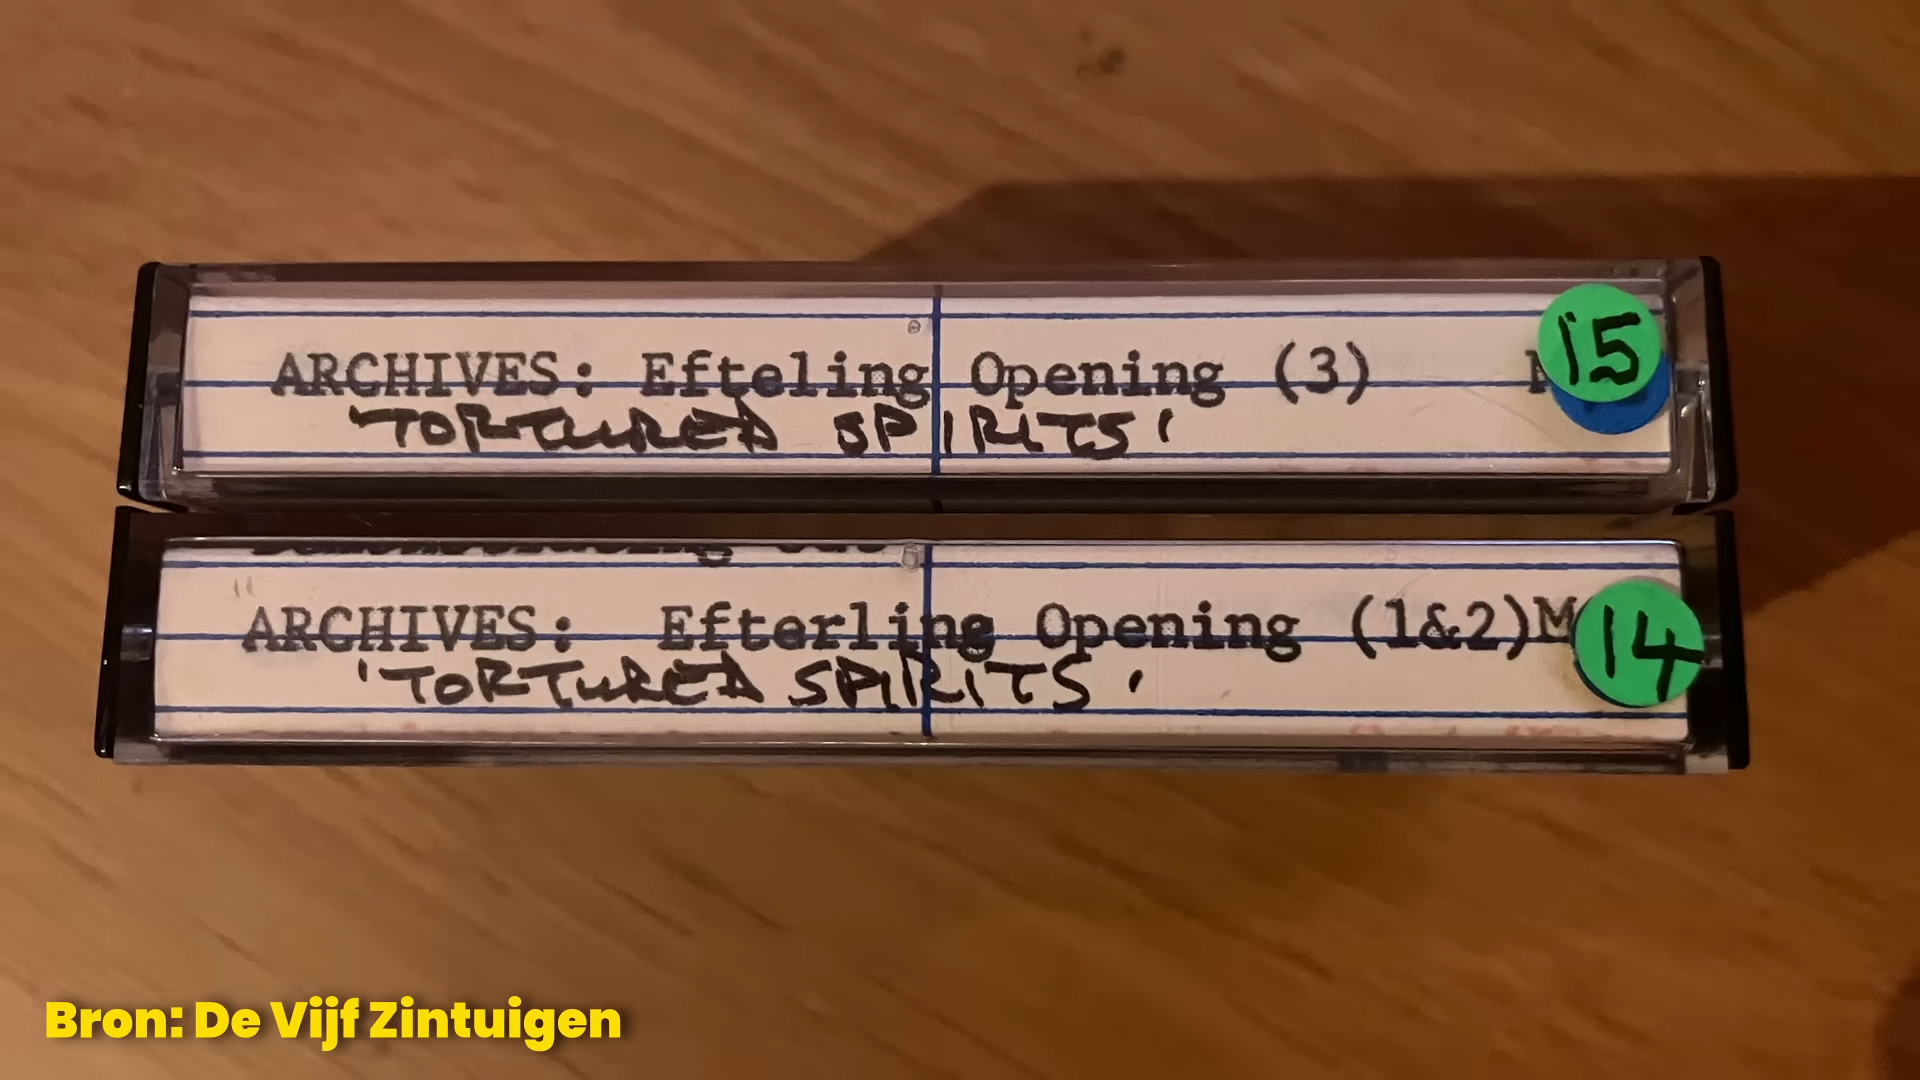 ARCHIVES: Efteling Opening (3)
'TORTURED SPIRITS'
15
ARCHIVES: Efterling Opening (1&2)M
'TORTURED SPIRITS'
14
Bron: De Vijf Zintuigen